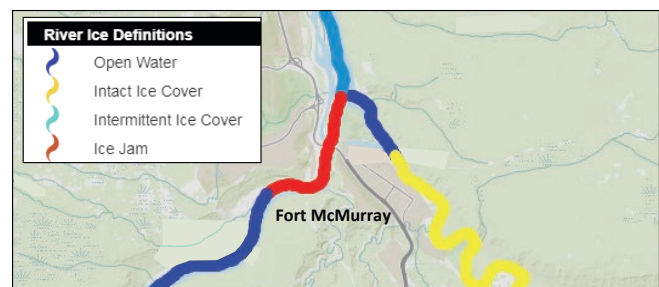 River Ice Definitions
Open Water
Intact Ice Cover
Intermittent Ice Cover
Ice Jam
Fort McMurray